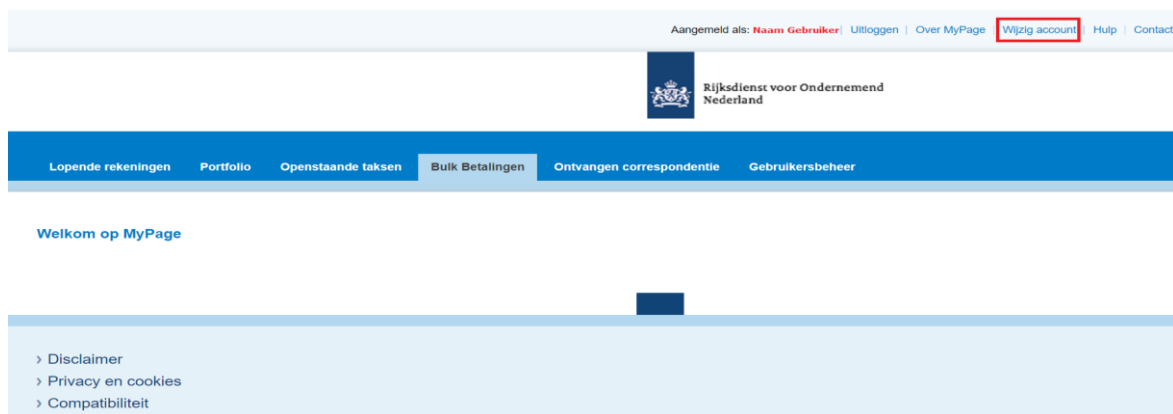 Aangemeld als: Naam Gebruiker| Uitloggen | Over MyPage | Wijzig account | Hulp | Contact
Rijksdienst voor Ondernemend
Nederland
Lopende rekeningen Portfolio Openstaande taksen Bulk Betalingen Ontvangen correspondentie Gebruikersbeheer
Welkom op MyPage
› Disclaimer
› Privacy en cookies
› Compatibiliteit